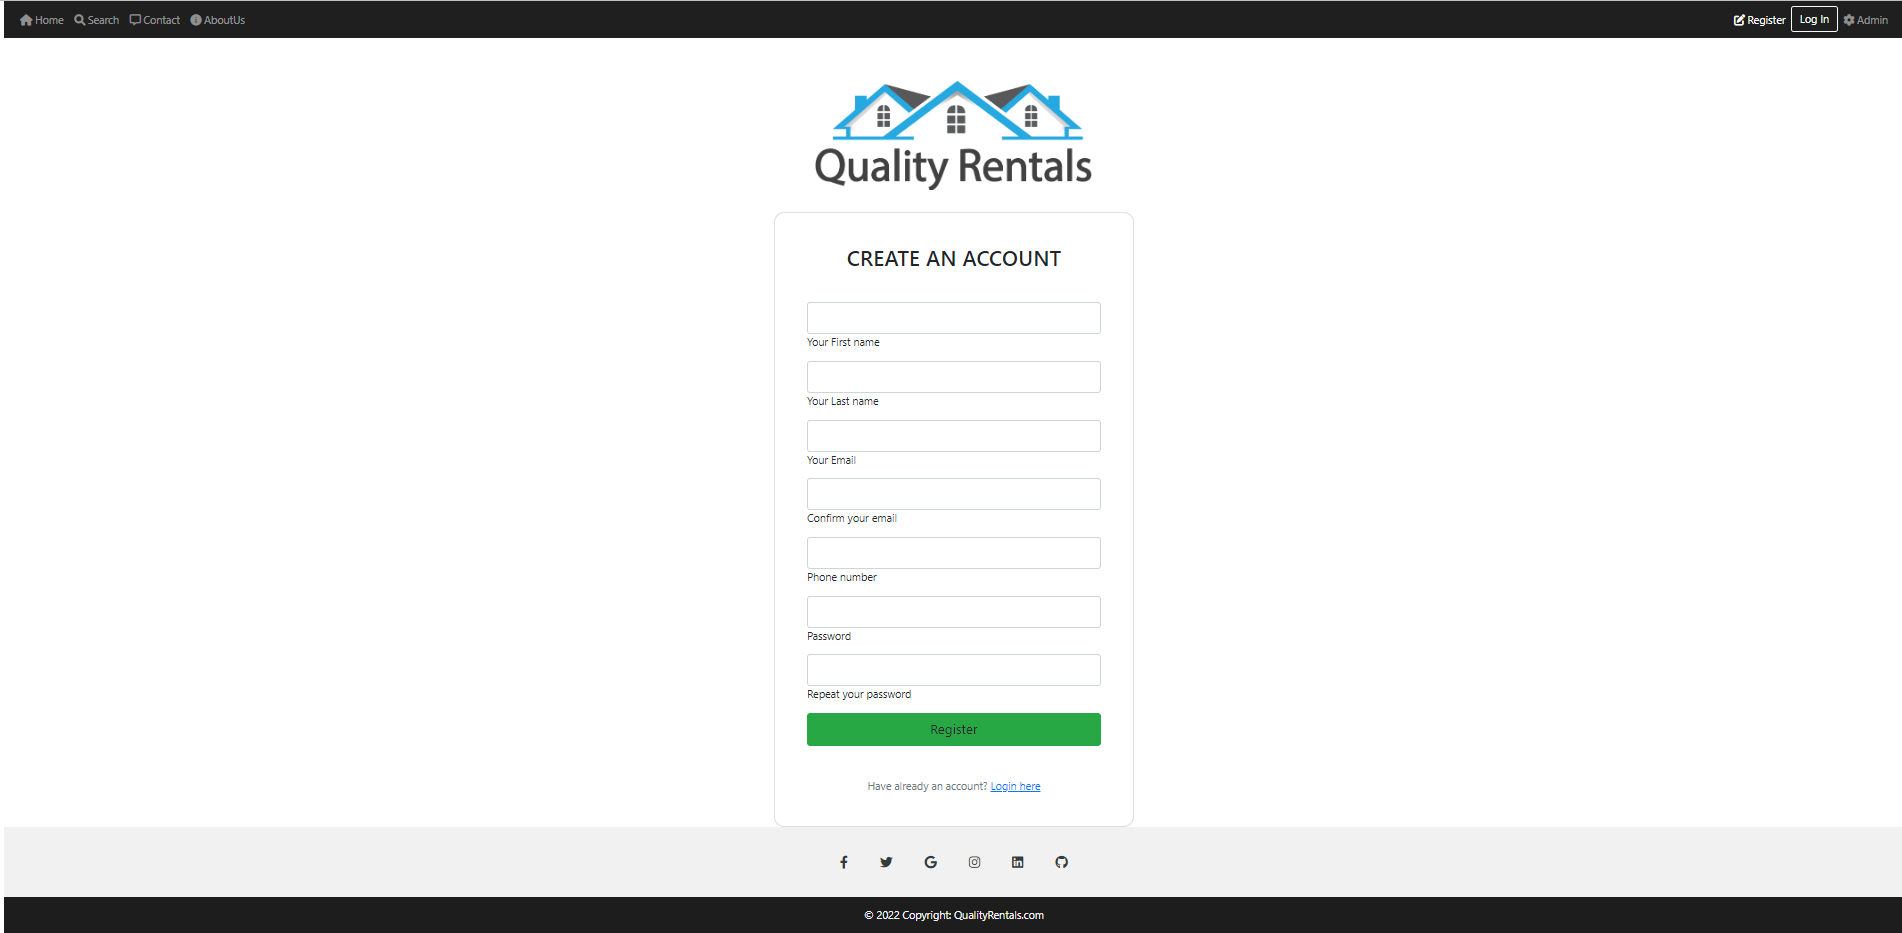 Home Search Contact AboutUs Register Log In Admin
Quality Rentals
CREATE AN ACCOUNT
Your First name
Your Last name
Your Email
Confirm your email
Phone number
Password
Repeat your password
Register
Have already an account? Login here
© 2022 Copyright: QualityRentals.com